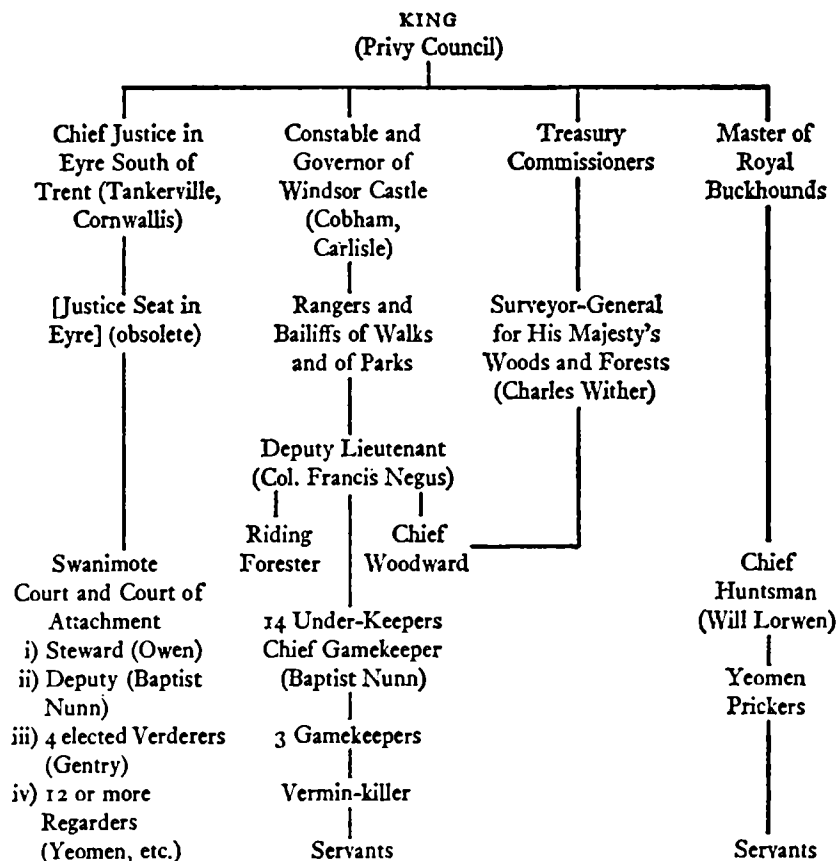 KING
(Privy Council)
Chief Justice in
Eyre South of
Trent (Tankerville,
Cornwallis)
[Justice Seat in
Eyre] (obsolete)
Swanimote
Court and Court of
Attachment
i) Steward (Owen)
ii) Deputy (Baptist
Nunn)
iii) 4 elected Verderers
(Gentry)
iv) 12 or more
Regarders
(Yeomen, etc.)
Constable and
Governor of
Windsor Castle
(Cobham,
Carlisle)
Rangers and
Bailiffs of Walks
and of Parks
Deputy Lieutenant
(Col. Francis Negus)
Riding
Forester
Chief
Woodward
14 Under-Keepers
Chief Gamekeeper
(Baptist Nunn)
3 Gamekeepers
Vermin-killer
Servants
Treasury
Commissioners
Surveyor-General
for His Majesty's
Woods and Forests
(Charles Wither)
Master of
Royal
Buckhounds
Chief
Huntsman
(Will Lorwen)
Yeomen
Prickers
Servants